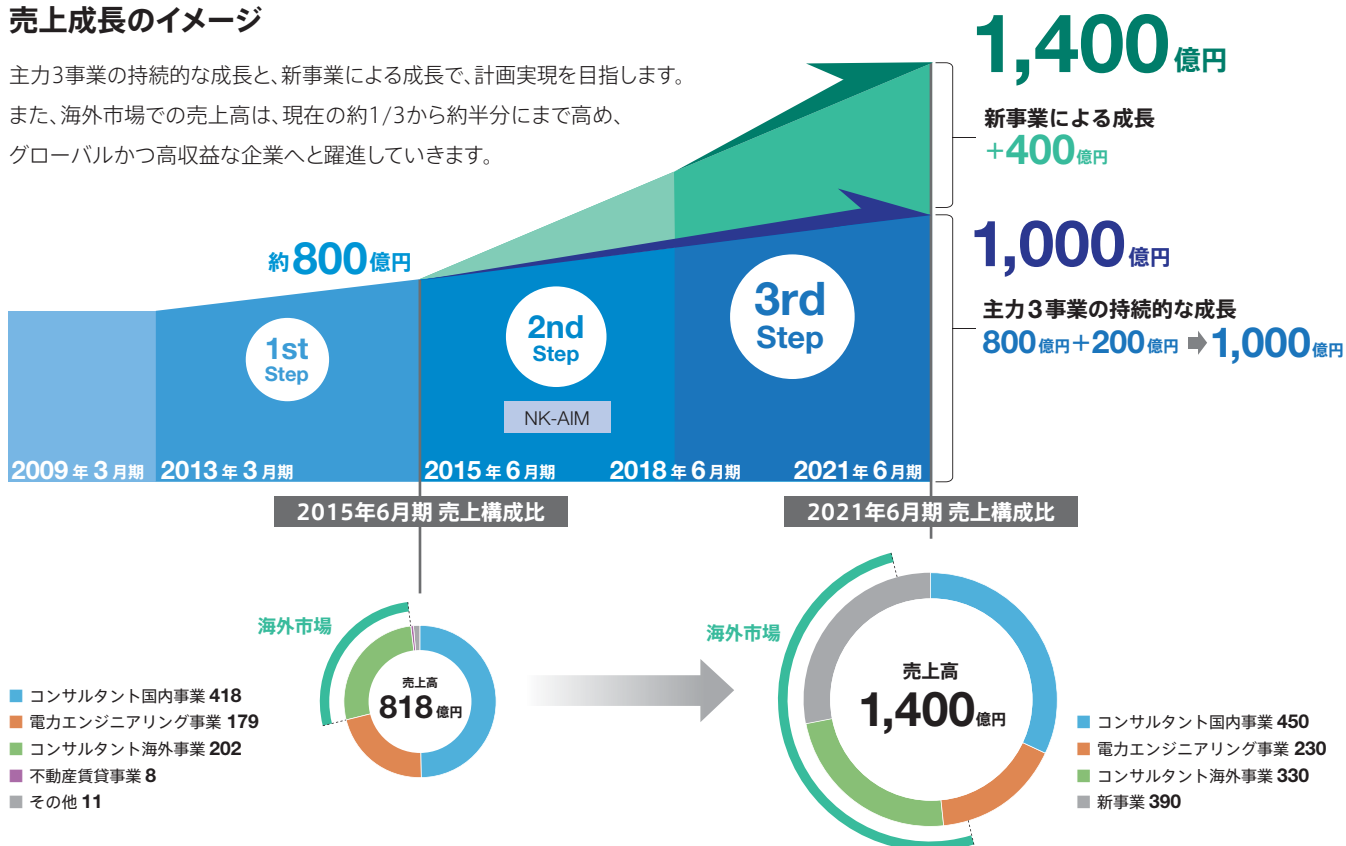 売上成長のイメージ
主力3事業の持続的な成長と、新事業による成長で、計画実現を目指します。
また、海外市場での売上高は、現在の約1/3から約半分にまで高め、
グローバルかつ高収益な企業へと躍進していきます。
1,400億円
新事業による成長
+400億円
約800億円
1,000億円
主力3事業の持続的な成長
800億円+200億円 ➡ 1,000億円
1st
Step
2nd
Step
NK-AIM
3rd
Step
2009年3月期
2013年3月期
2015年6月期
2018年6月期
2021年6月期
2015年6月期 売上構成比
2021年6月期 売上構成比
海外市場
売上高
818億円
コンサルタント国内事業 418
電力エンジニアリング事業 179
コンサルタント海外事業 202
不動産賃貸事業 8
その他 11
海外市場
売上高
1,400億円
コンサルタント国内事業 450
電力エンジニアリング事業 230
コンサルタント海外事業 330
新事業 390